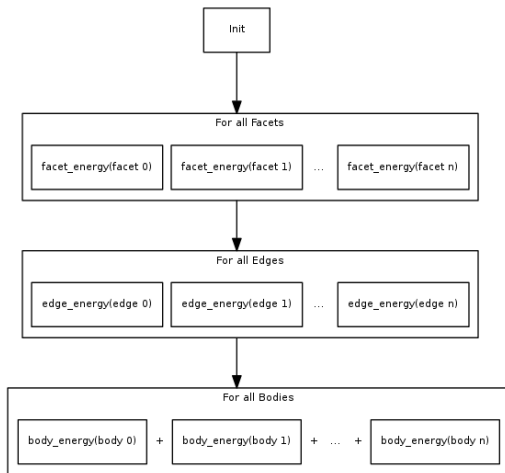 Init
For all Facets
facet_energy(facet 0) facet_energy(facet 1) ... facet_energy(facet n)
For all Edges
edge_energy(edge 0) edge_energy(edge 1) ... edge_energy(edge n)
For all Bodies
body_energy(body 0) + body_energy(body 1) + ... + body_energy(body n)